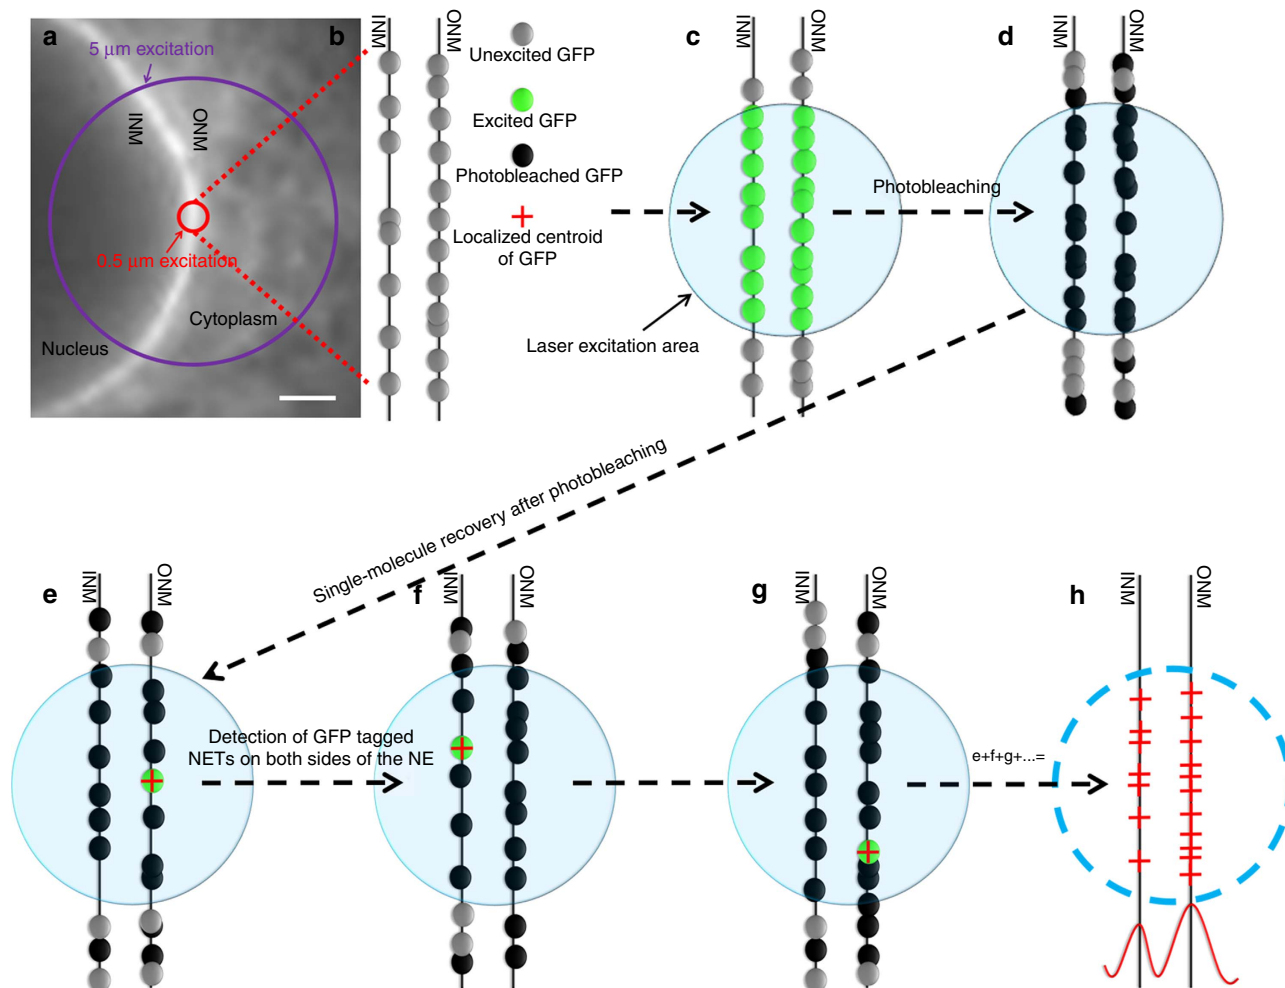 a
5 μm excitation
INM
ONM
0.5 μm excitation
Cytoplasm
Nucleus
b
INM
ONM
Unexcited GFP
Excited GFP
Photobleached GFP
Localized centroid
of GFP
c
INM
ONM
Laser excitation area
Photobleaching
d
INM
ONM
Single-molecule recovery after photobleaching
e
INM
ONM
Detection of GFP tagged
NETs on both sides of the NE
f
INM
ONM
g
INM
ONM
e+f+g+...=
h
INM
ONM